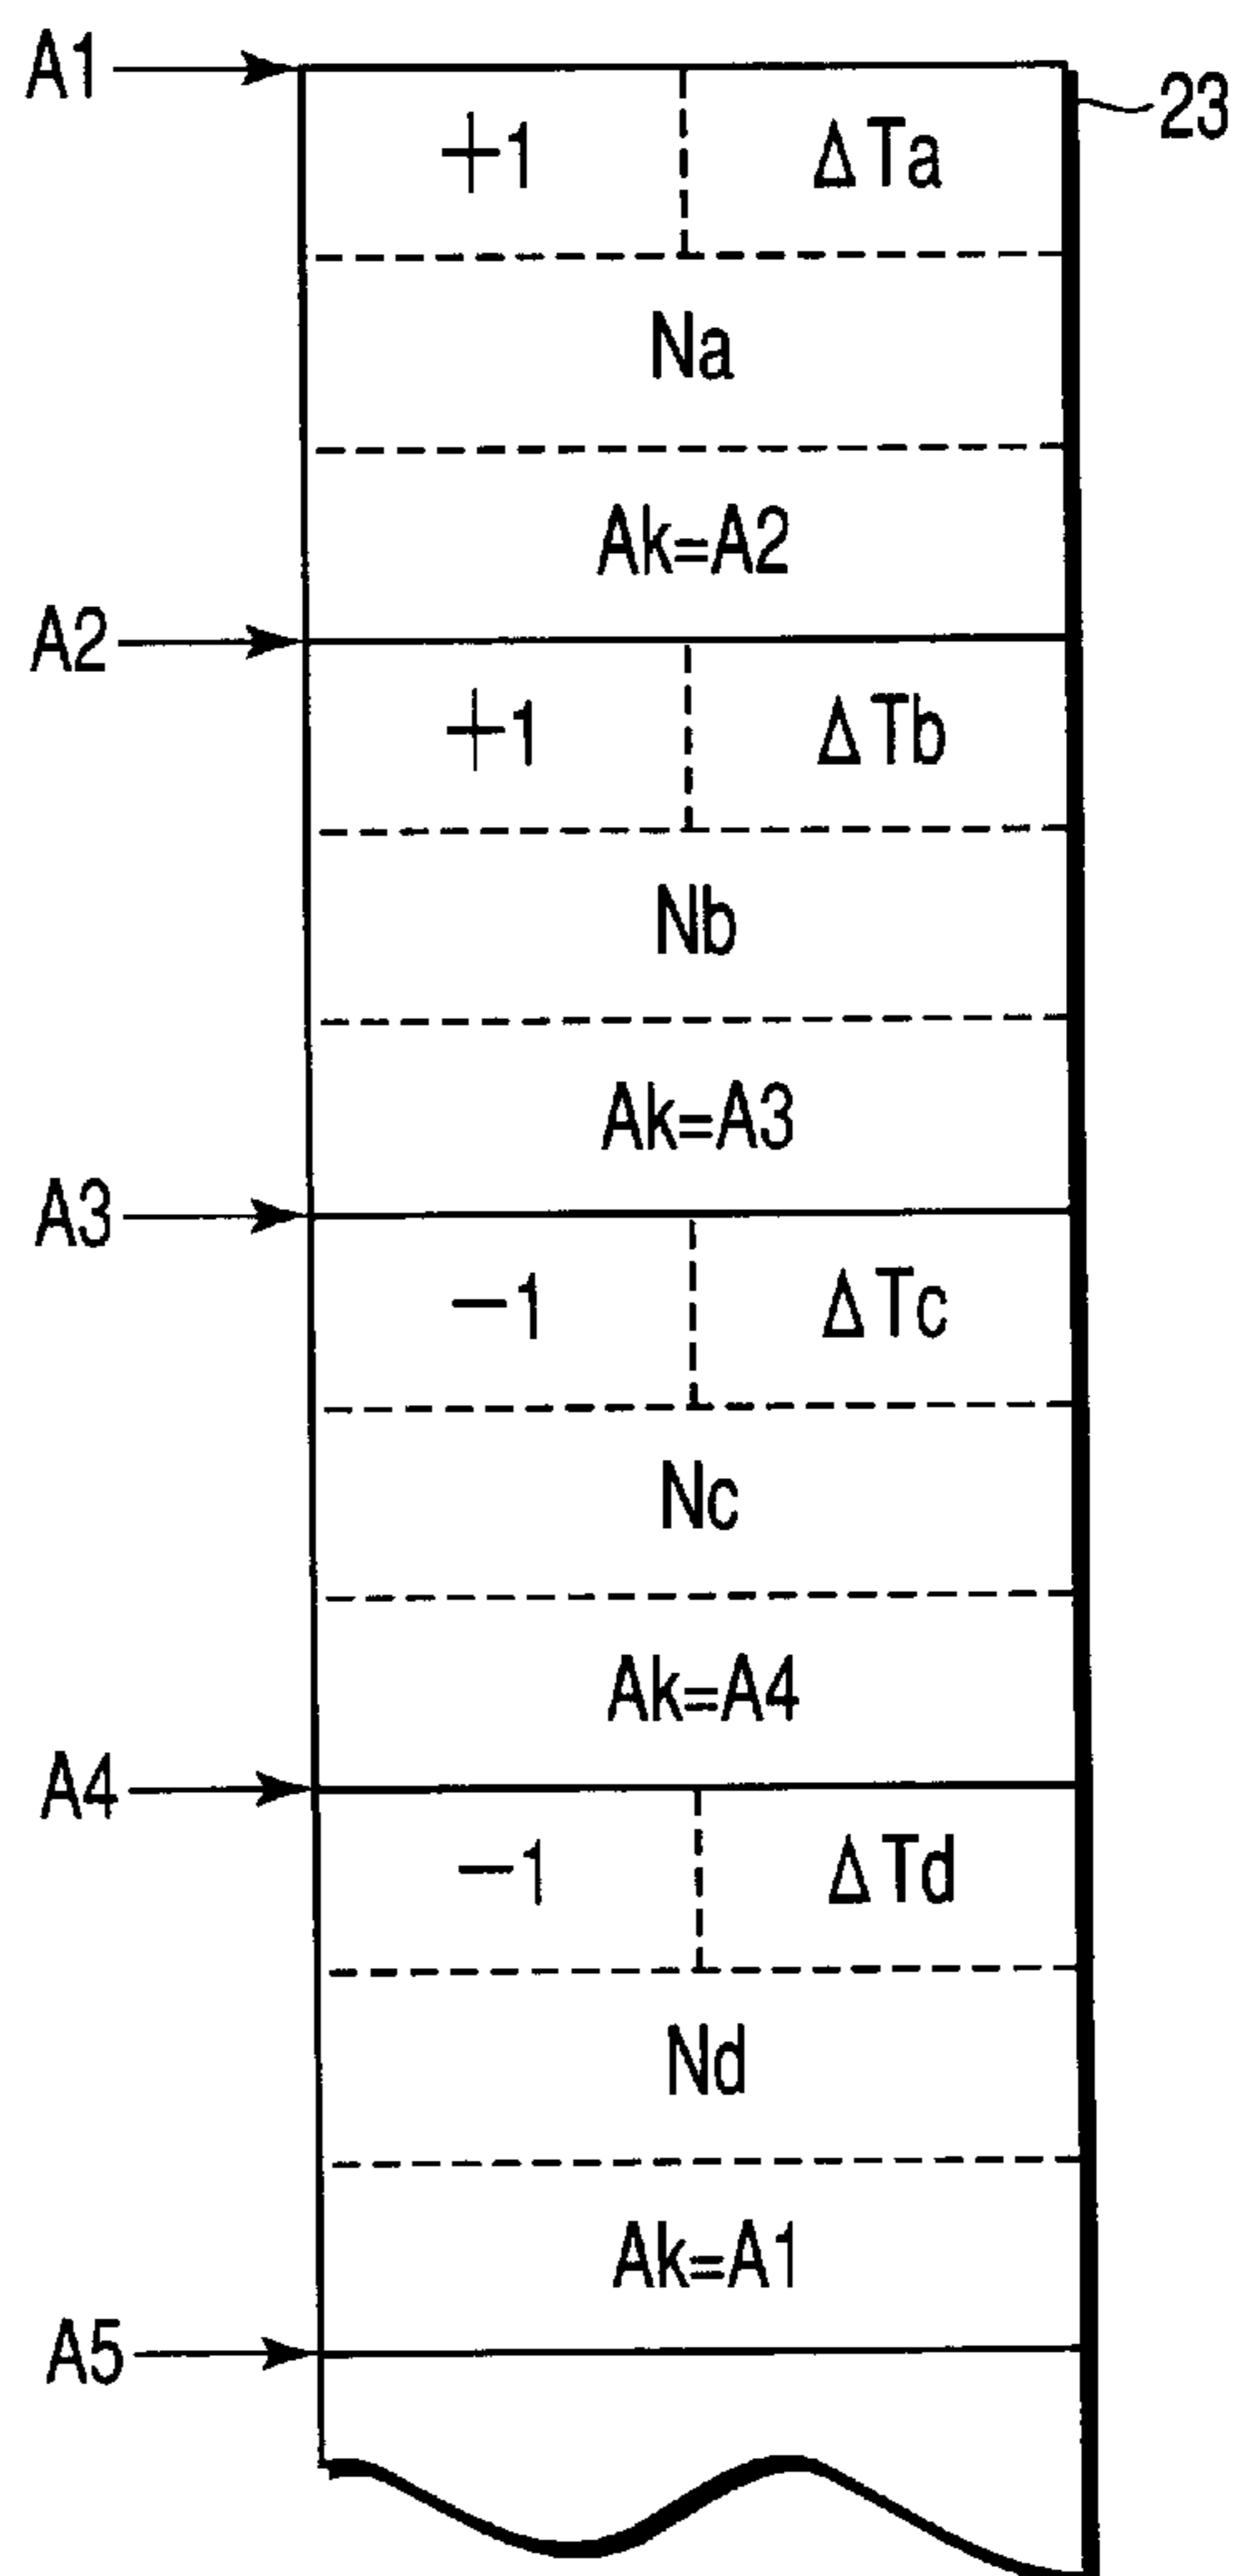 A1
23
+1 ΔTa
Na
Ak=A2
A2
+1 ΔTb
Nb
Ak=A3
A3
−1 ΔTc
Nc
Ak=A4
A4
−1 ΔTd
Nd
Ak=A1
A5